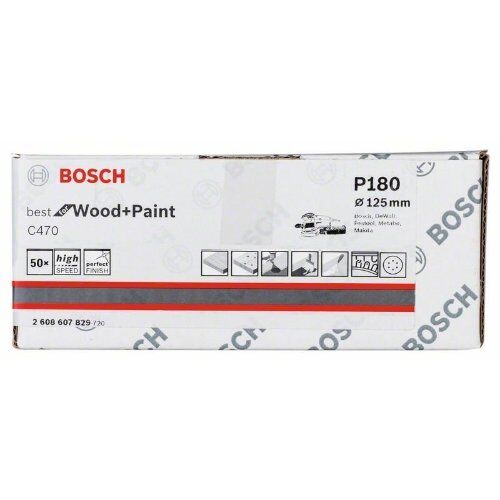 BOSCH
best for Wood+Paint
C470
50× high SPEED perfect FINISH
2 608 607 829 /20
P180
Ø 125 mm
Bosch, DeWalt,
Festool, Metabo,
Makita
BOSCH
BOSCH
BOSCH
BOSCH